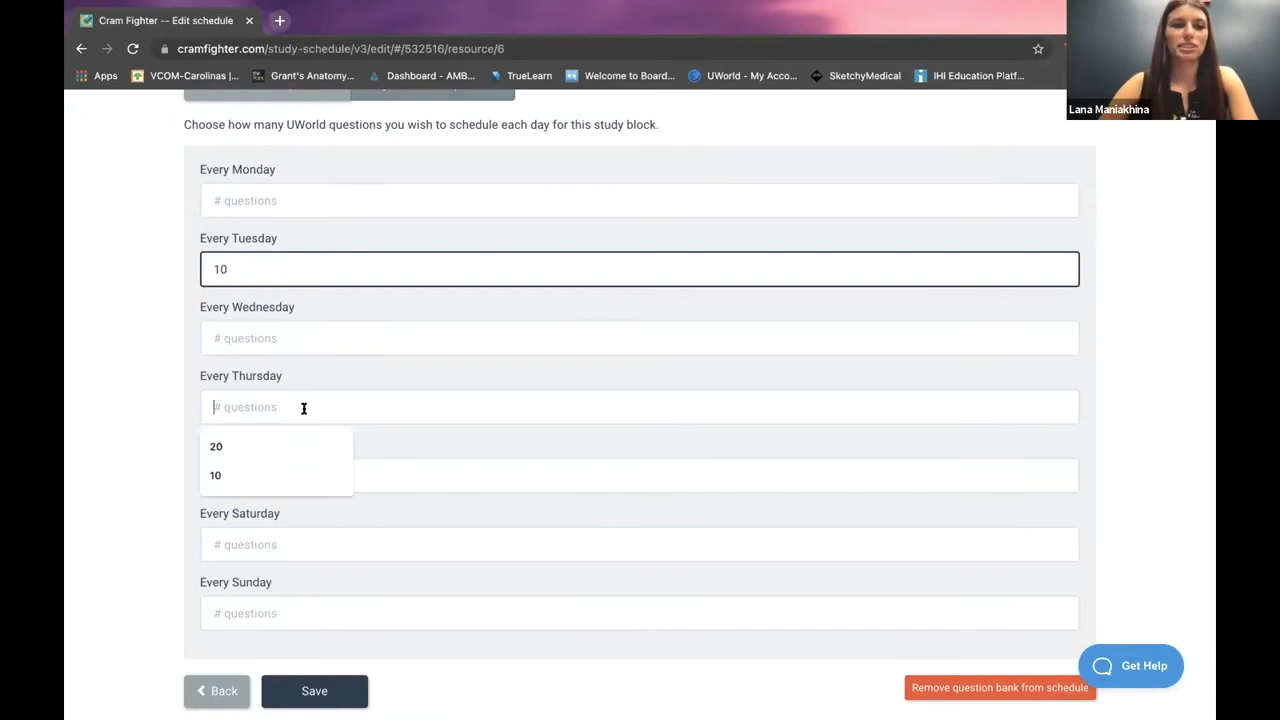 Cram Fighter -- Edit schedule
cramfighter.com/study-schedule/v3/edit/#/532516/resource/6
Apps
VCOM-Carolinas |...
Grant's Anatomy...
Dashboard - AMB...
TrueLearn
Welcome to Board...
UWorld - My Acco...
SketchyMedical
IHI Education Platf...
Lana Maniakhina
Choose how many UWorld questions you wish to schedule each day for this study block.
Every Monday
# questions
Every Tuesday
10
Every Wednesday
# questions
Every Thursday
# questions
20
10
Every Saturday
# questions
Every Sunday
# questions
Back
Save
Remove question bank from schedule
Get Help